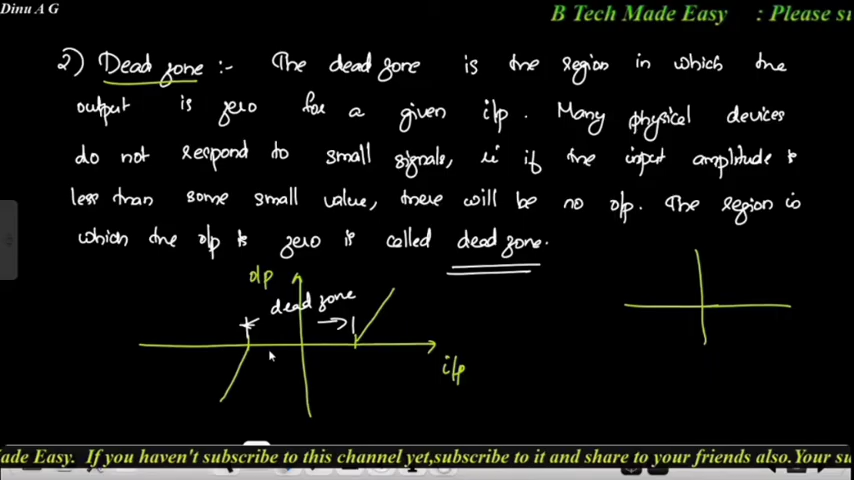 Dinu A G
B Tech Made Easy : Please su
2) Dead zone :- The dead zone is the region in which the
output is zero for a given i/p. Many physical devices
do not respond to small signals, ie if the input amplitude is
less than some small value, there will be no o/p. The region in
which the o/p is zero is called dead zone.
o/p
dead zone
i/p
Made Easy. If you haven't subscribe to this channel yet,subscribe to it and share to your friends also.Your su